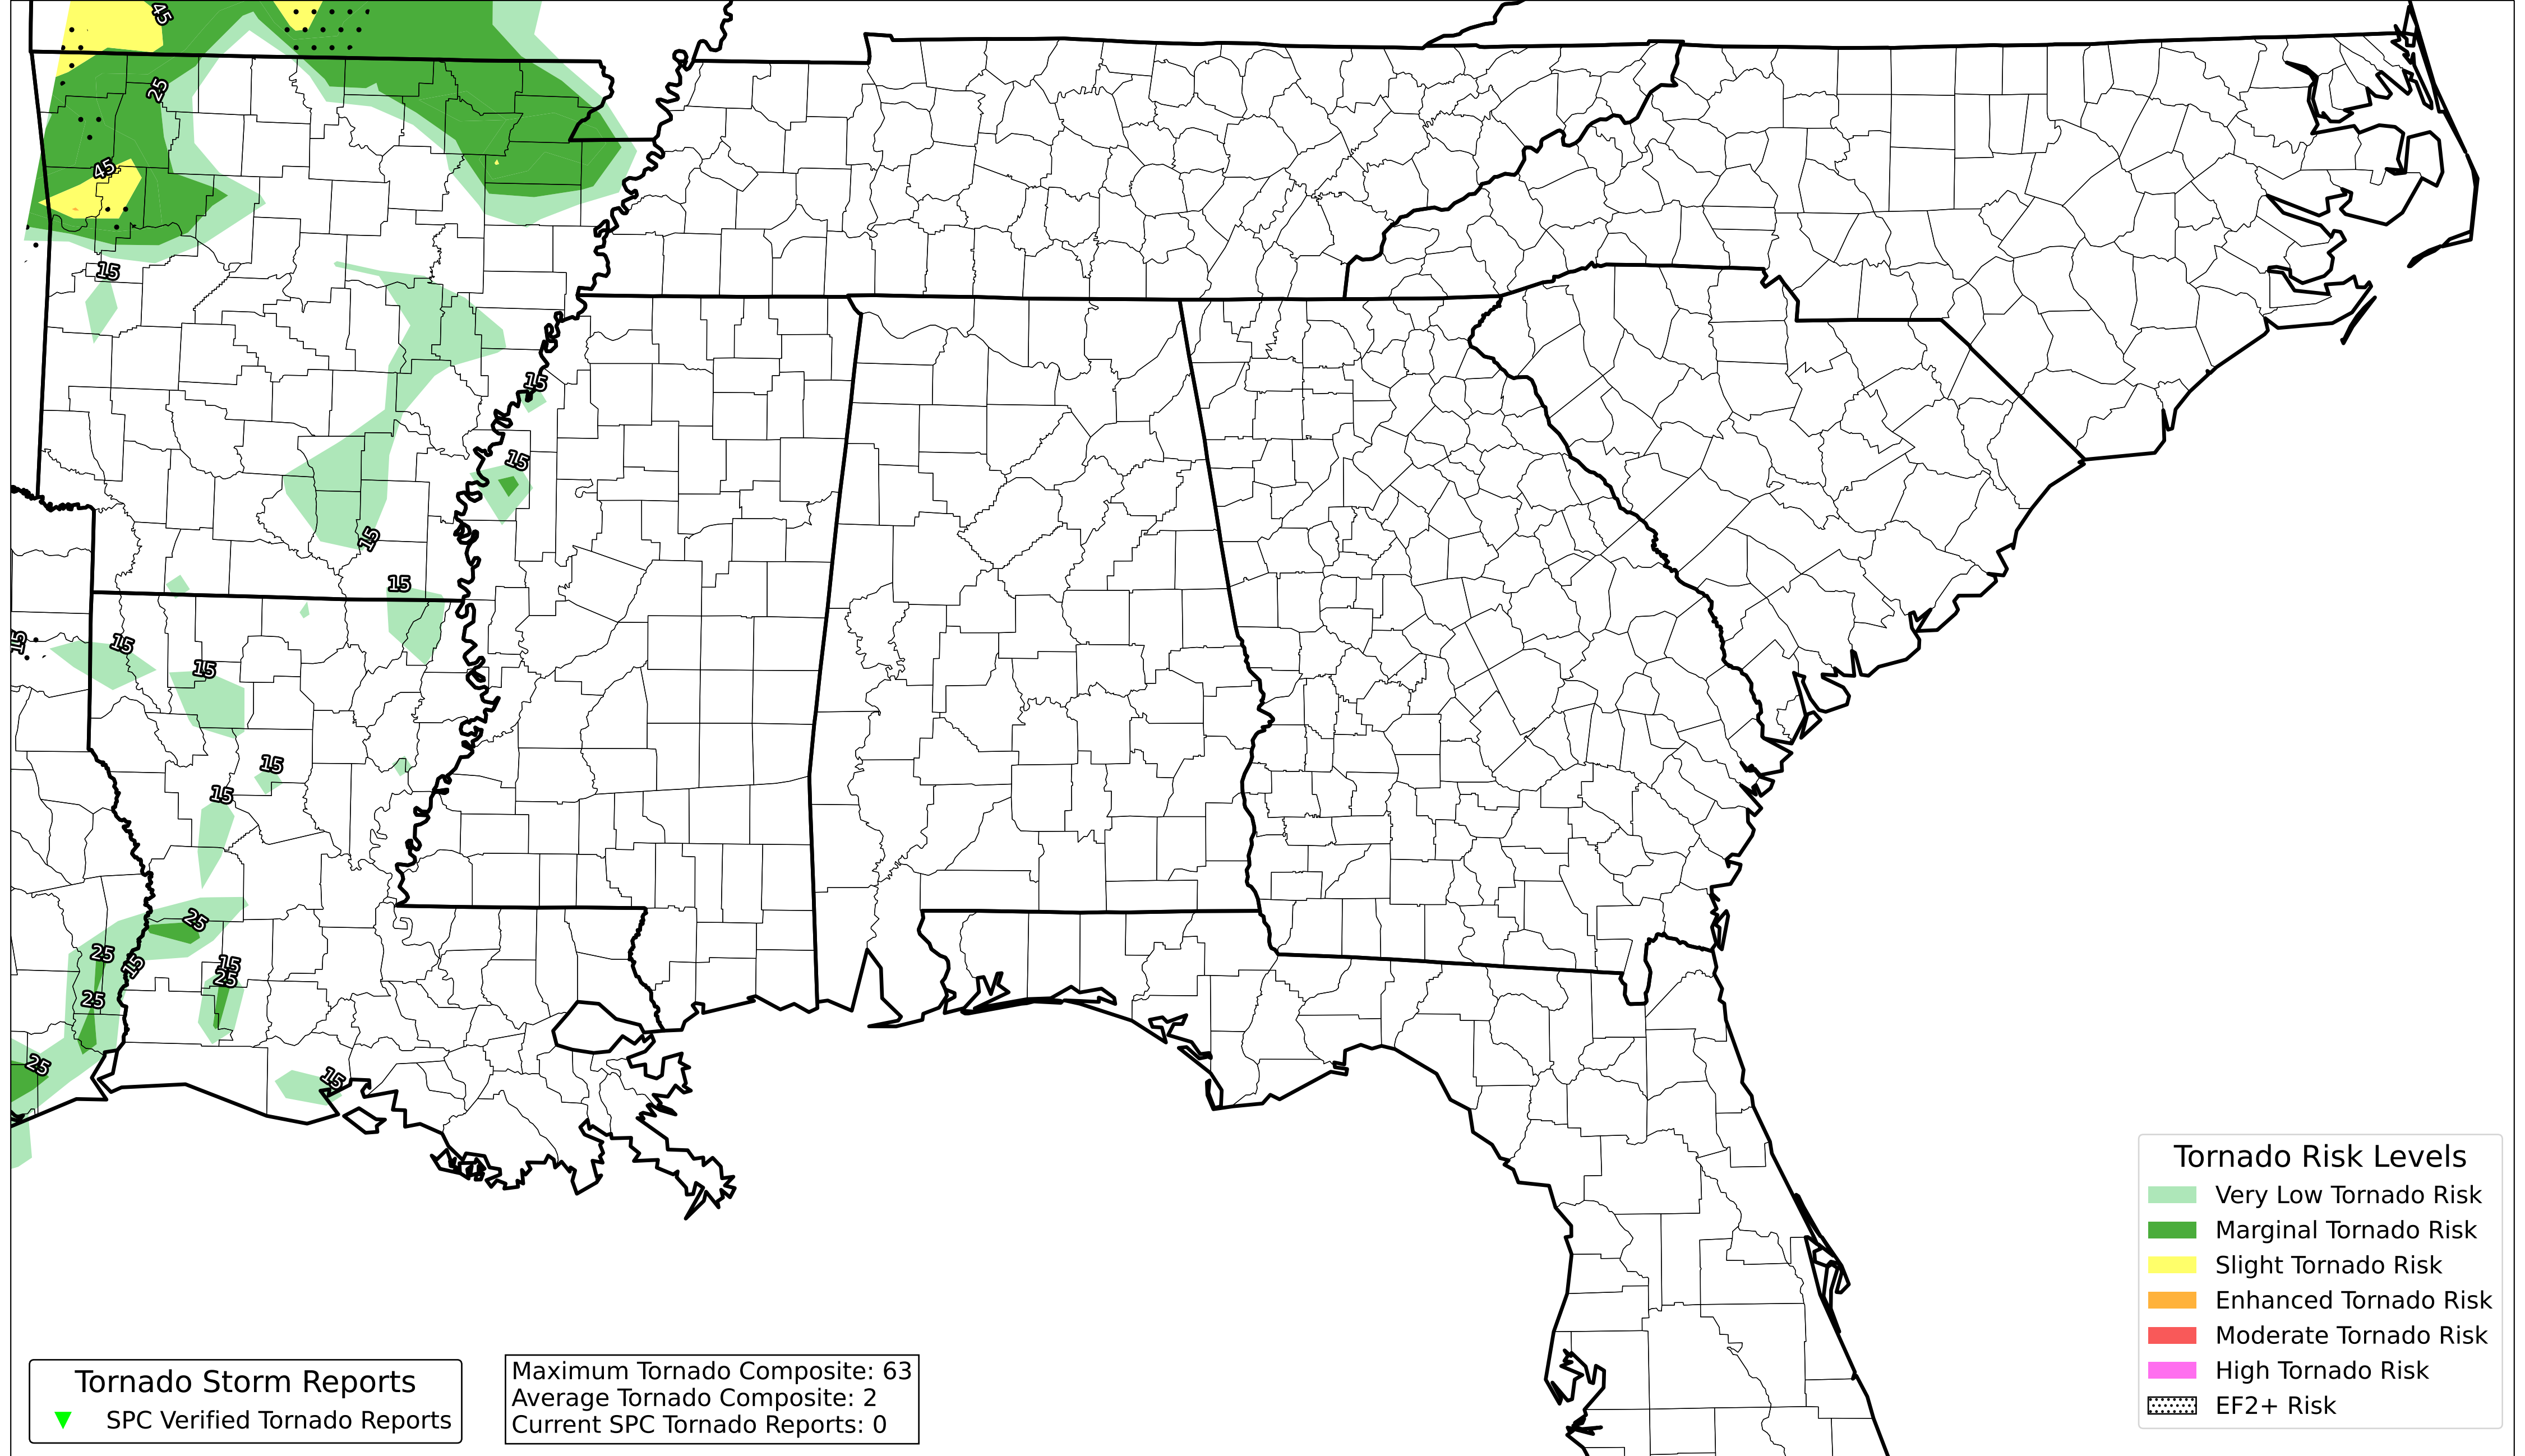 45
25
45
15
15
15
15
15
15
15
15
15
15
25
25
15
15
25
25
25
15
Tornado Risk Levels
Very Low Tornado Risk
Marginal Tornado Risk
Slight Tornado Risk
Enhanced Tornado Risk
Moderate Tornado Risk
High Tornado Risk
EF2+ Risk
Tornado Storm Reports
SPC Verified Tornado Reports
Maximum Tornado Composite: 63
Average Tornado Composite: 2
Current SPC Tornado Reports: 0